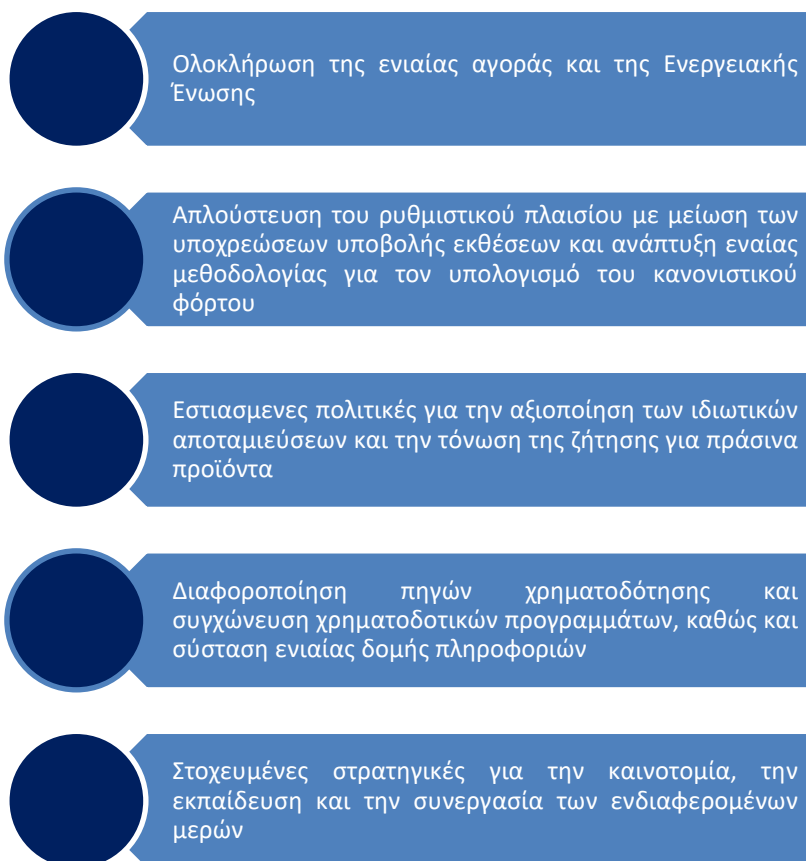 Ολοκλήρωση της ενιαίας αγοράς και της Ενεργειακής
Ένωσης
Απλούστευση του ρυθμιστικού πλαισίου με μείωση των
υποχρεώσεων υποβολής εκθέσεων και ανάπτυξη εναίας
μεθοδολογίας για τον υπολογισμό του κανονιστικού
φόρτου
Εστιασμενες πολιτικές για την αξιοποίηση των ιδιωτικών
αποταμιεύσεων και την τόνωση της ζήτησης για πράσινα
προϊόντα
Διαφοροποίηση πηγών χρηματοδότησης και
συγχώνευση χρηματοδοτικών προγραμμάτων, καθώς και
σύσταση ενιαίας δομής πληροφοριών
Στοχευμένες στρατηγικές για την καινοτομία, την
εκπαίδευση και την συνεργασία των ενδιαφερομένων
μερών